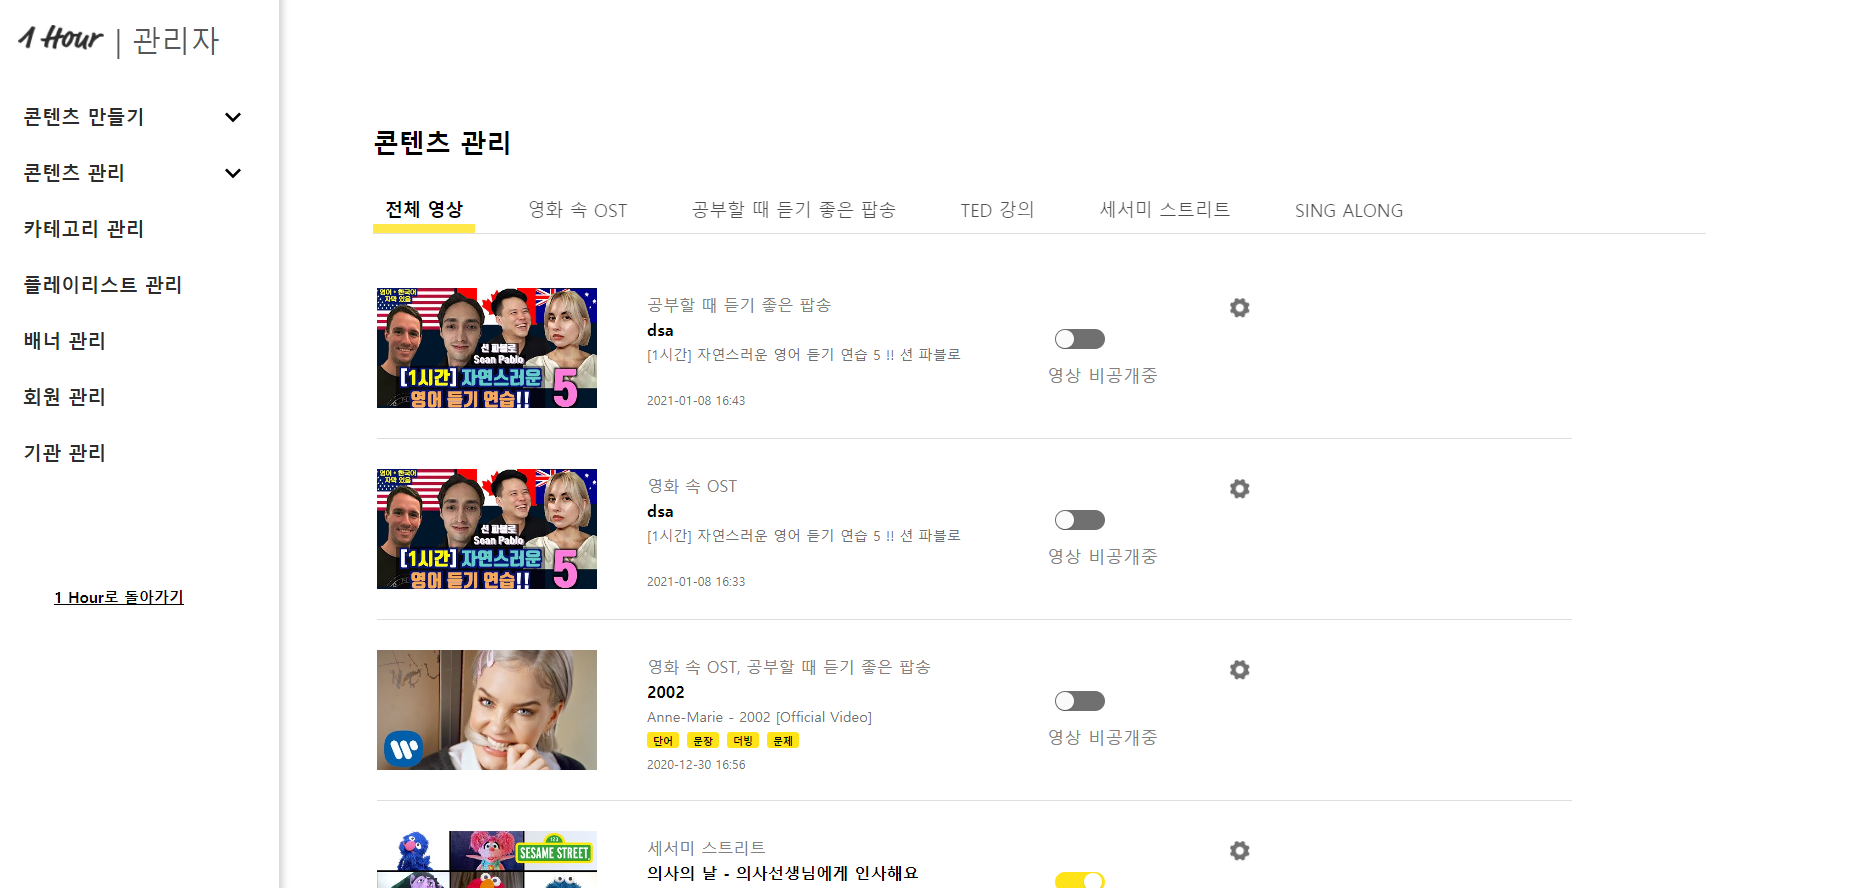 1 Hour | 관리자
콘텐츠 만들기
콘텐츠 관리
카테고리 관리
플레이리스트 관리
배너 관리
회원 관리
기관 관리
1 Hour로 돌아가기
콘텐츠 관리
전체 영상 영화 속 OST 공부할 때 듣기 좋은 팝송 TED 강의 세서미 스트리트 SING ALONG
영어·한국어
자막 있음
션 파블로
Sean Pablo
[1시간] 자연스러운
영어 듣기 연습!! 5
공부할 때 듣기 좋은 팝송
dsa
[1시간] 자연스러운 영어 듣기 연습 5 !! 션 파블로
2021-01-08 16:43
영상 비공개중
영어·한국어
자막 있음
션 파블로
Sean Pablo
[1시간] 자연스러운
영어 듣기 연습!! 5
영화 속 OST
dsa
[1시간] 자연스러운 영어 듣기 연습 5 !! 션 파블로
2021-01-08 16:33
영상 비공개중
영화 속 OST, 공부할 때 듣기 좋은 팝송
2002
Anne-Marie - 2002 [Official Video]
단어 문장 더빙 문제
2020-12-30 16:56
영상 비공개중
123
SESAME STREET
세서미 스트리트
의사의 날 - 의사선생님에게 인사해요